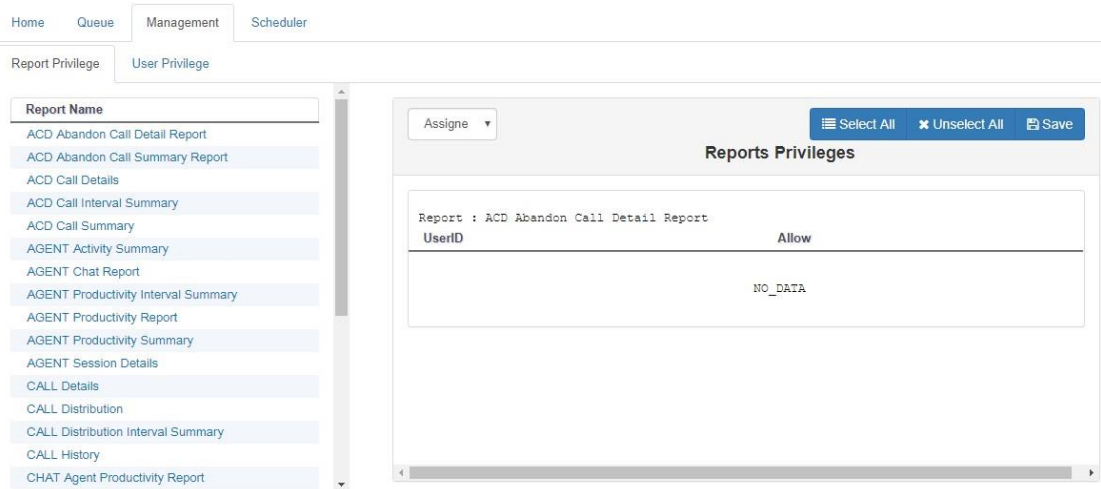 Home Queue Management Scheduler
Report Privilege User Privilege
Report Name
ACD Abandon Call Detail Report
ACD Abandon Call Summary Report
ACD Call Details
ACD Call Interval Summary
ACD Call Summary
AGENT Activity Summary
AGENT Chat Report
AGENT Productivity Interval Summary
AGENT Productivity Report
AGENT Productivity Summary
AGENT Session Details
CALL Details
CALL Distribution
CALL Distribution Interval Summary
CALL History
CHAT Agent Productivity Report
Assigne Select All Unselect All Save
Reports Privileges
Report : ACD Abandon Call Detail Report
UserID Allow
NO_DATA